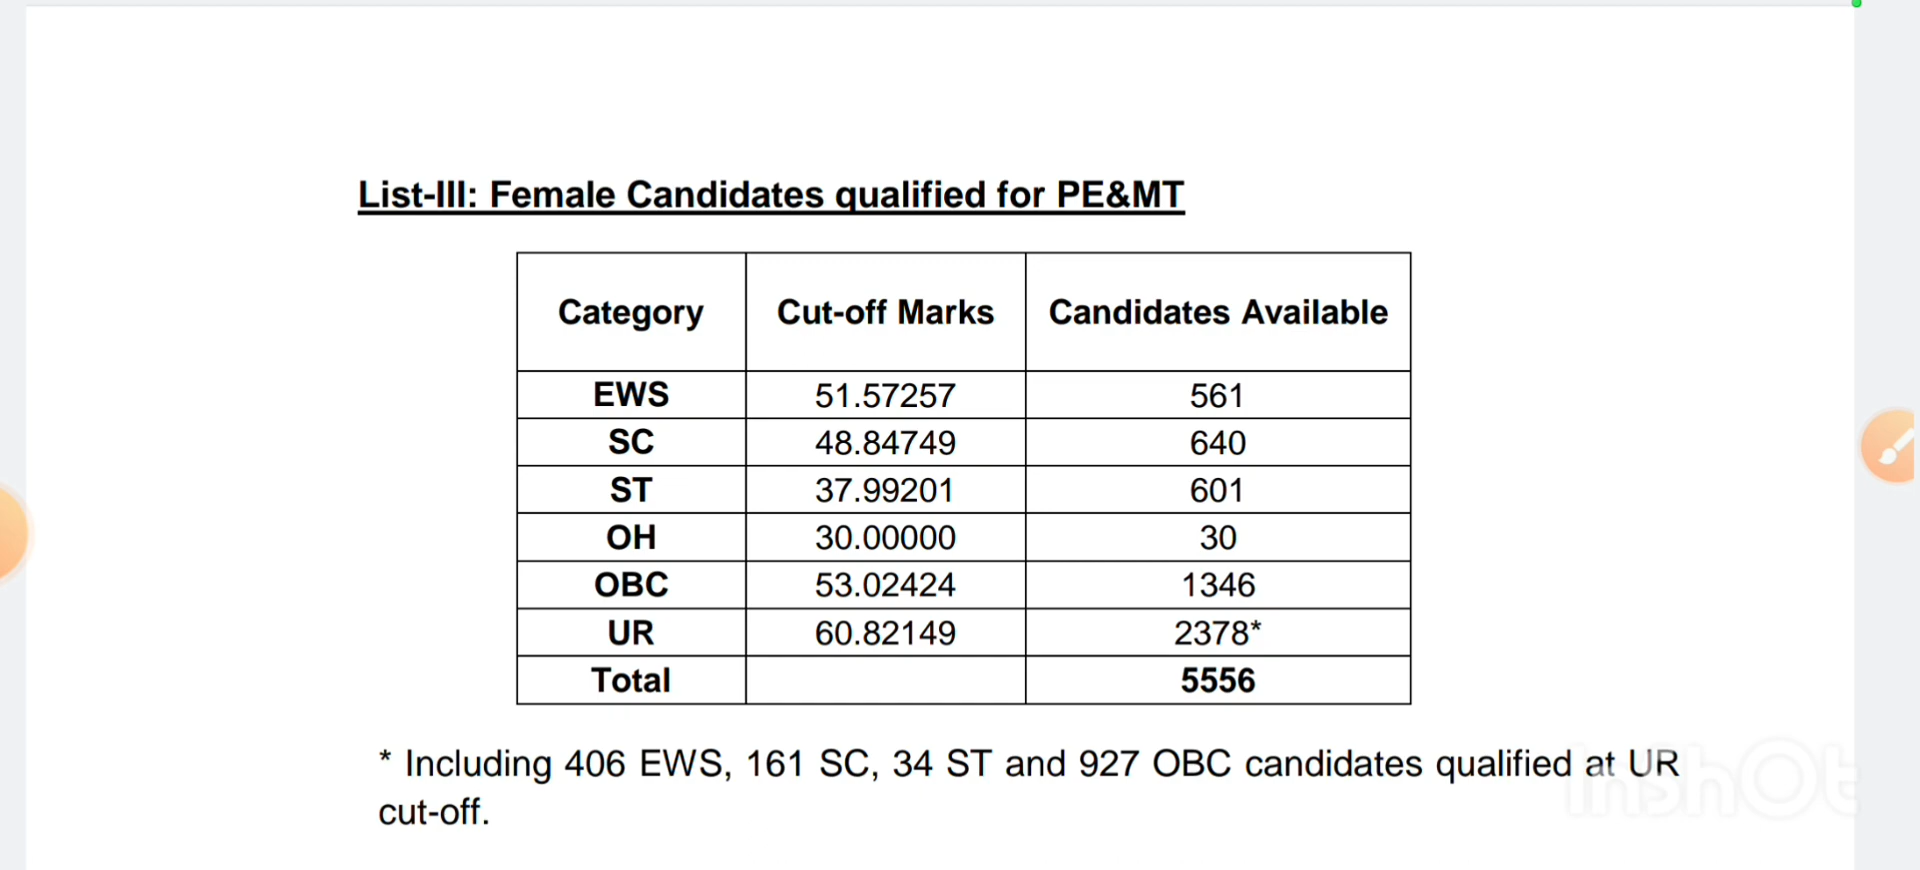 List-III: Female Candidates qualified for PE&MT
Category Cut-off Marks Candidates Available
EWS 51.57257 561
SC 48.84749 640
ST 37.99201 601
OH 30.00000 30
OBC 53.02424 1346
UR 60.82149 2378*
Total 5556
* Including 406 EWS, 161 SC, 34 ST and 927 OBC candidates qualified at UR
cut-off.
InShOt